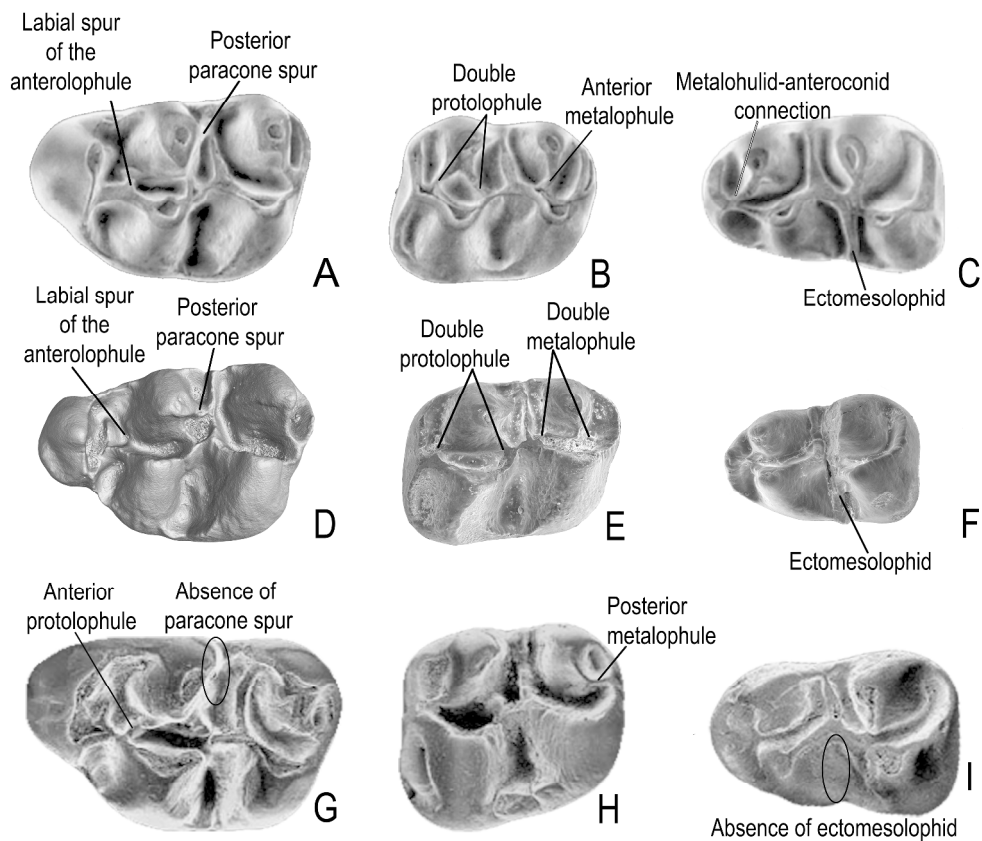 Labial spur
of the
anterolophule
Posterior
paracone spur
A
Double
protolophule
Anterior
metalophule
B
Metalohulid-anteroconid
connection
Ectomesolophid
C
Labial spur
of the
anterolophule
Posterior
paracone spur
D
Double
protolophule
Double
metalophule
E
Ectomesolophid
F
Anterior
protolophule
Absence of
paracone spur
G
Posterior
metalophule
H
Absence of ectomesolophid
I